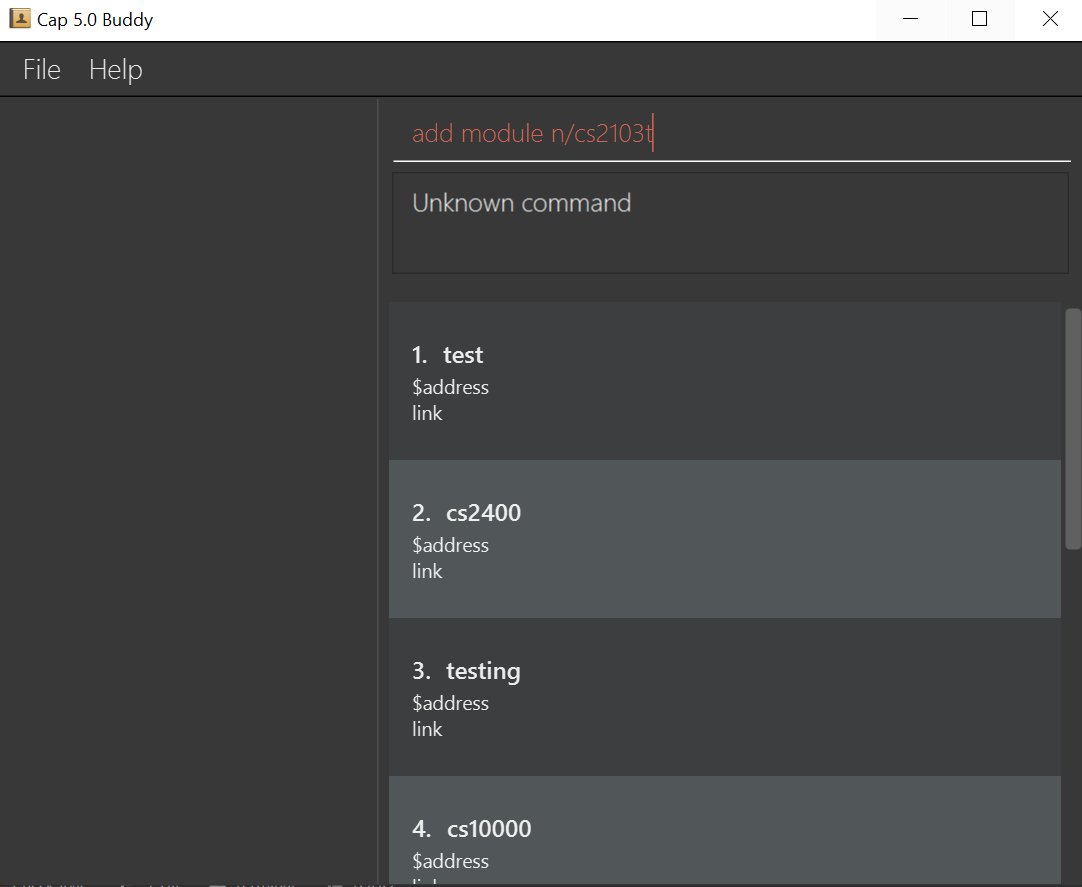 Cap 5.0 Buddy
File Help
add module n/cs2103t
Unknown command
1. test
$address
link
2. cs2400
$address
link
3. testing
$address
link
4. cs10000
$address